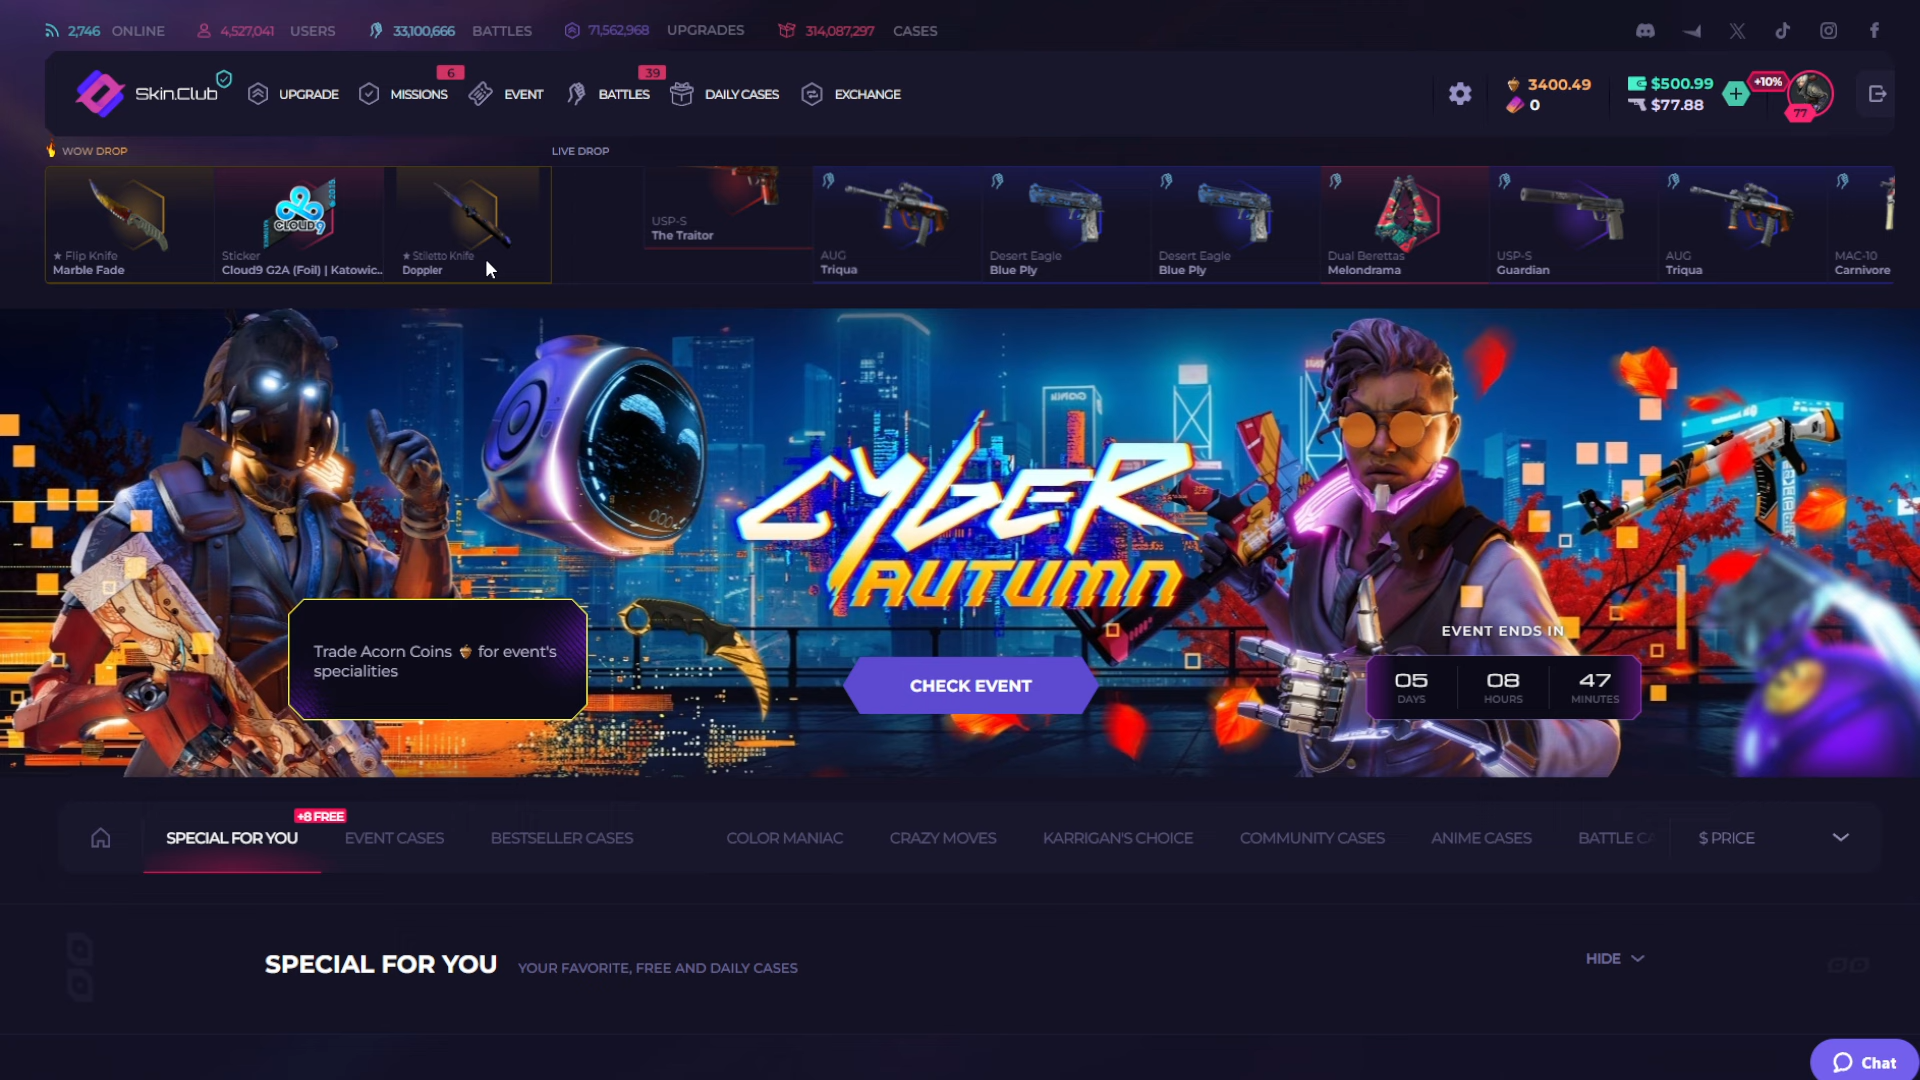 2,746 ONLINE 4,527,041 USERS 33,100,666 BATTLES 71,562,968 UPGRADES 314,087,297 CASES
Skin.Club UPGRADE 6 MISSIONS EVENT 39 BATTLES DAILY CASES EXCHANGE
3400.49 $500.99 +10%
0 $77.88 77
WOW DROP LIVE DROP
★ Flip Knife
Marble Fade
Sticker
Cloud9 G2A (Foil) | Katowic...
★ Stiletto Knife
Doppler
USP-S
The Traitor
AUG
Triqua
Desert Eagle
Blue Ply
Desert Eagle
Blue Ply
Dual Berettas
Melondrama
USP-S
Guardian
AUG
Triqua
MAC-10
Carnivore
CLOUD9
CYBER
AUTUMN
EVENT ENDS IN
Trade Acorn Coins for event's
specialities
CHECK EVENT
05 08 47
DAYS HOURS MINUTES
+8 FREE
SPECIAL FOR YOU EVENT CASES BESTSELLER CASES COLOR MANIAC CRAZY MOVES KARRIGAN'S CHOICE COMMUNITY CASES ANIME CASES BATTLE CA $ PRICE
SPECIAL FOR YOU YOUR FAVORITE, FREE AND DAILY CASES HIDE
Chat